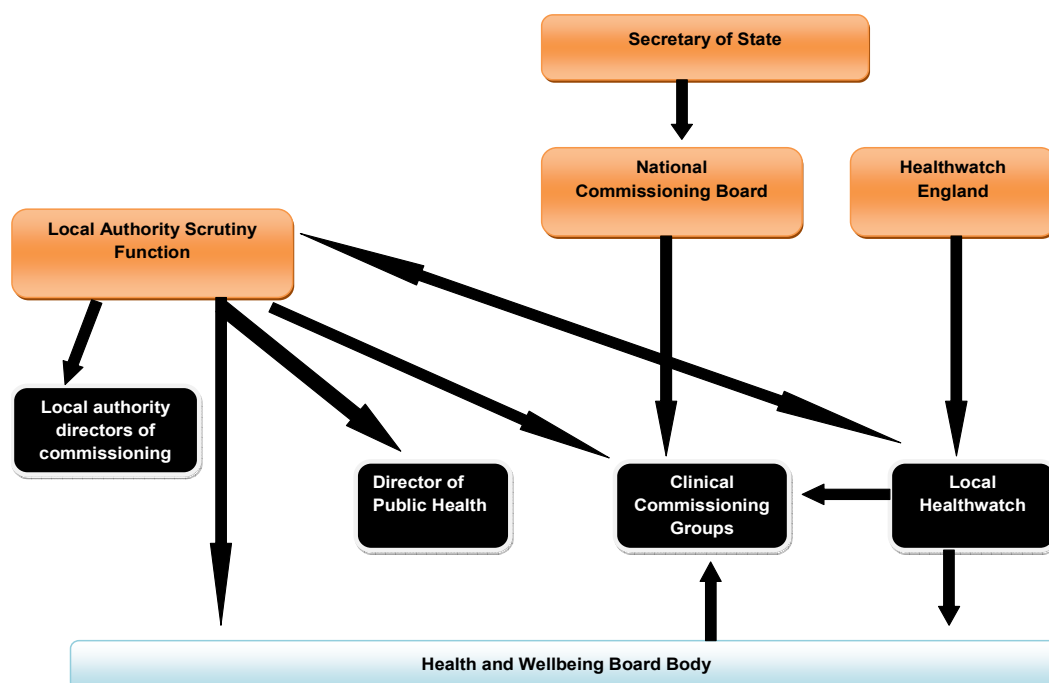 Secretary of State
National
Commissioning Board
Healthwatch
England
Local Authority Scrutiny
Function
Local authority
directors of
commissioning
Director of
Public Health
Clinical
Commissioning
Groups
Local
Healthwatch
Health and Wellbeing Board Body